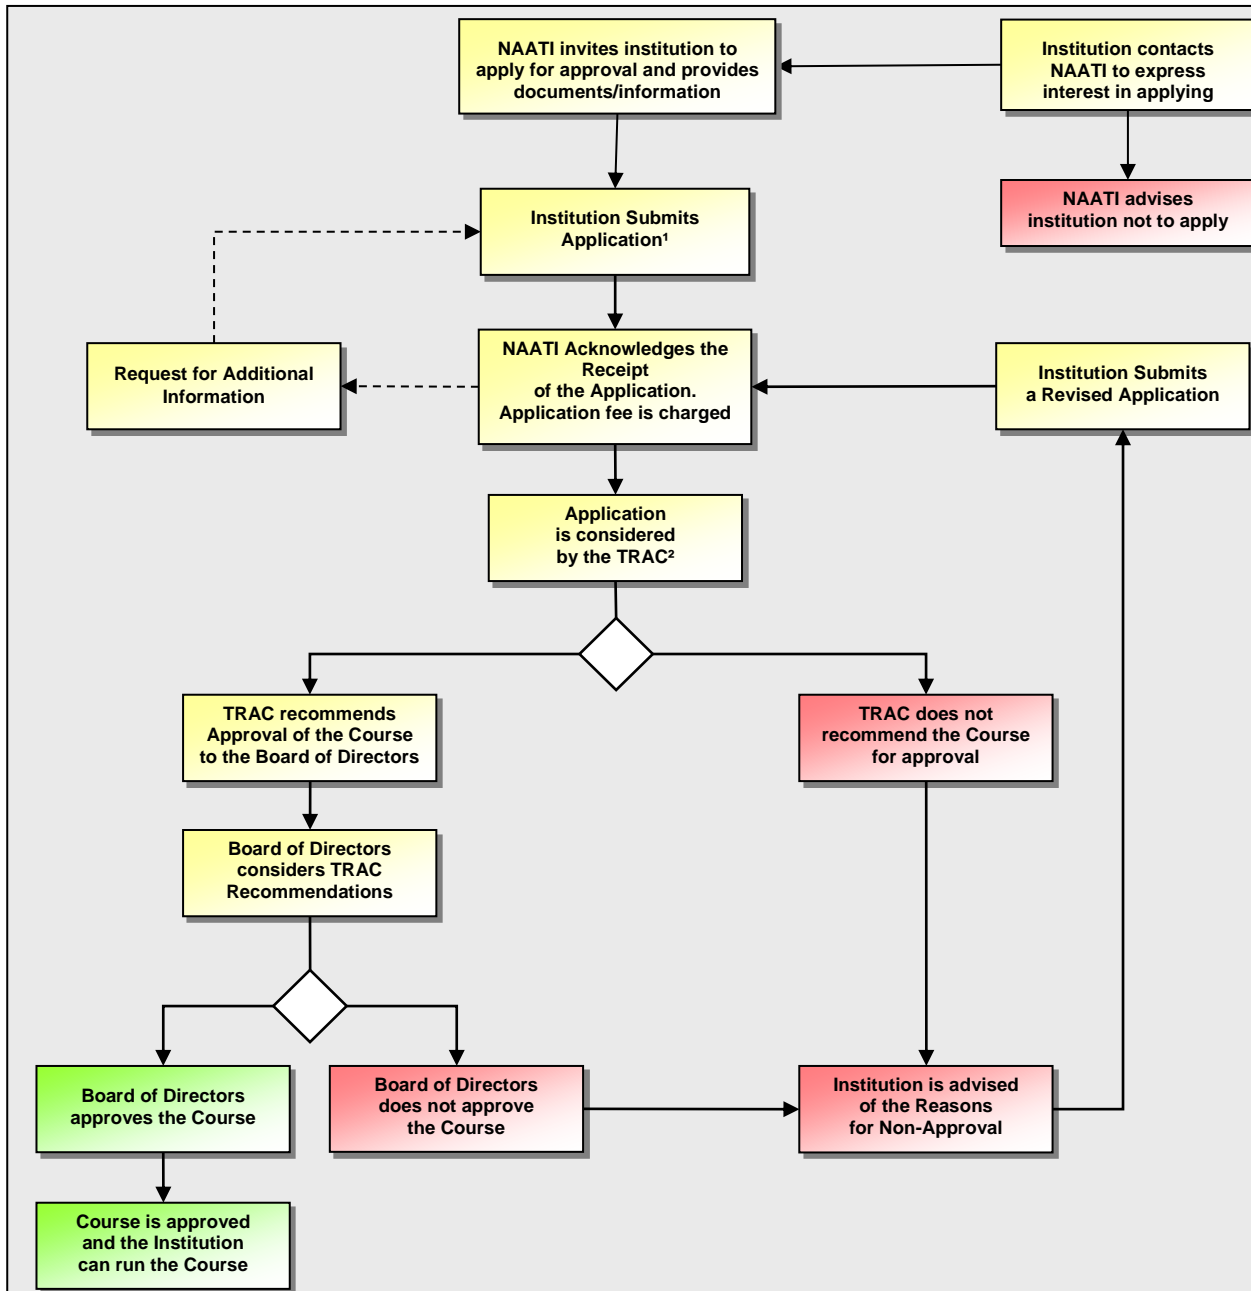 NAATI invites institution to
apply for approval and provides
documents/information
Institution contacts
NAATI to express
interest in applying
NAATI advises
institution not to apply
Institution Submits
Application¹
Request for Additional
Information
NAATI Acknowledges the
Receipt
of the Application.
Application fee is charged
Institution Submits
a Revised Application
Application
is considered
by the TRAC²
TRAC recommends
Approval of the Course
to the Board of Directors
TRAC does not
recommend the Course
for approval
Board of Directors
considers TRAC
Recommendations
Board of Directors
approves the Course
Board of Directors
does not approve
the Course
Institution is advised
of the Reasons
for Non-Approval
Course is approved
and the Institution
can run the Course